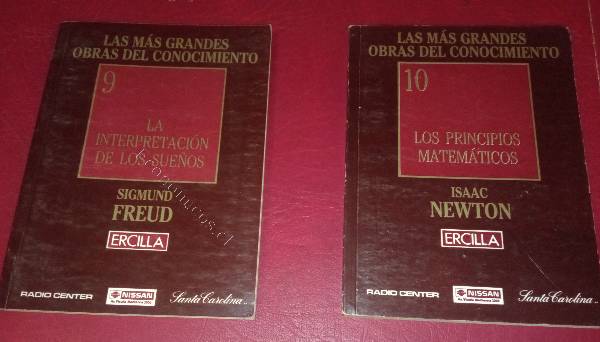 LAS MÁS GRANDES
OBRAS DEL CONOCIMIENTO
9
LA
INTERPRETACIÓN
DE LOS SUEÑOS
SIGMUND
FREUD
ERCILLA
RADIO CENTER
NISSAN
Santa Carolina
LAS MÁS GRANDES
OBRAS DEL CONOCIMIENTO
10
LOS PRINCIPIOS
MATEMÁTICOS
ISAAC
NEWTON
ERCILLA
RADIO CENTER
NISSAN
Santa Carolina